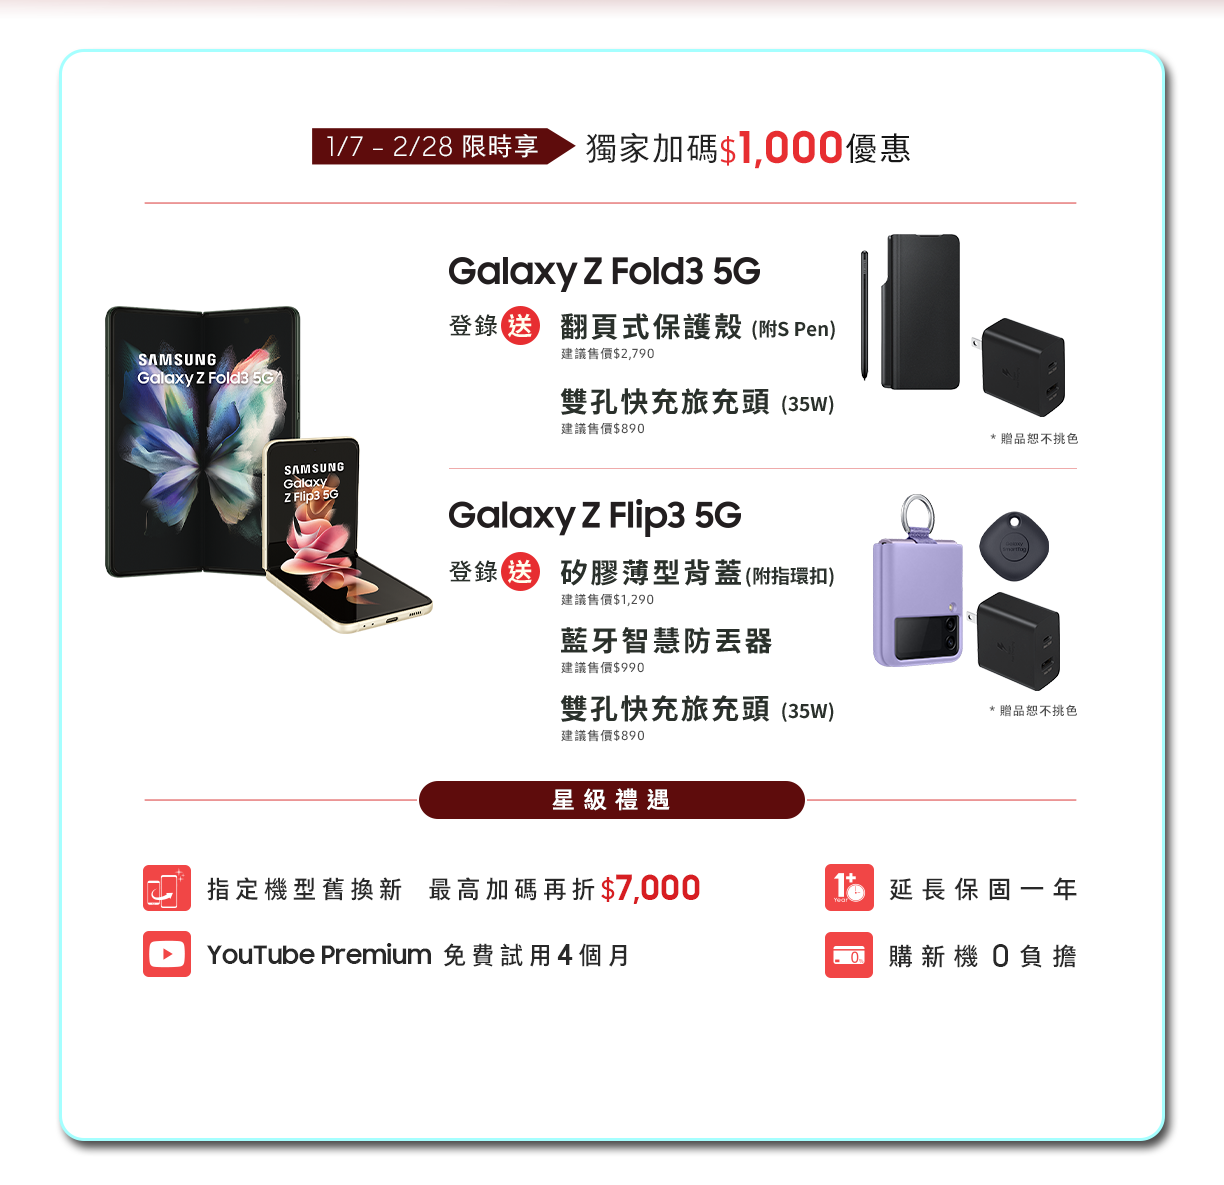 1/7 – 2/28 限時享 獨家加碼$1,000優惠
Galaxy Z Fold3 5G
登錄送 翻頁式保護殼 (附S Pen)
建議售價$2,790
雙孔快充旅充頭 (35W)
建議售價$890
* 贈品恕不挑色
SAMSUNG
Galaxy Z Fold3 5G
SAMSUNG
Galaxy
Z Flip3 5G
Galaxy Z Flip3 5G
登錄送 矽膠薄型背蓋(附指環扣)
建議售價$1,290
藍牙智慧防丟器
建議售價$990
雙孔快充旅充頭 (35W)
建議售價$890
* 贈品恕不挑色
星級禮遇
指定機型舊換新 最高加碼再折$7,000
1+
Year
延長保固一年
YouTube Premium 免費試用4個月
0%
購新機0負擔